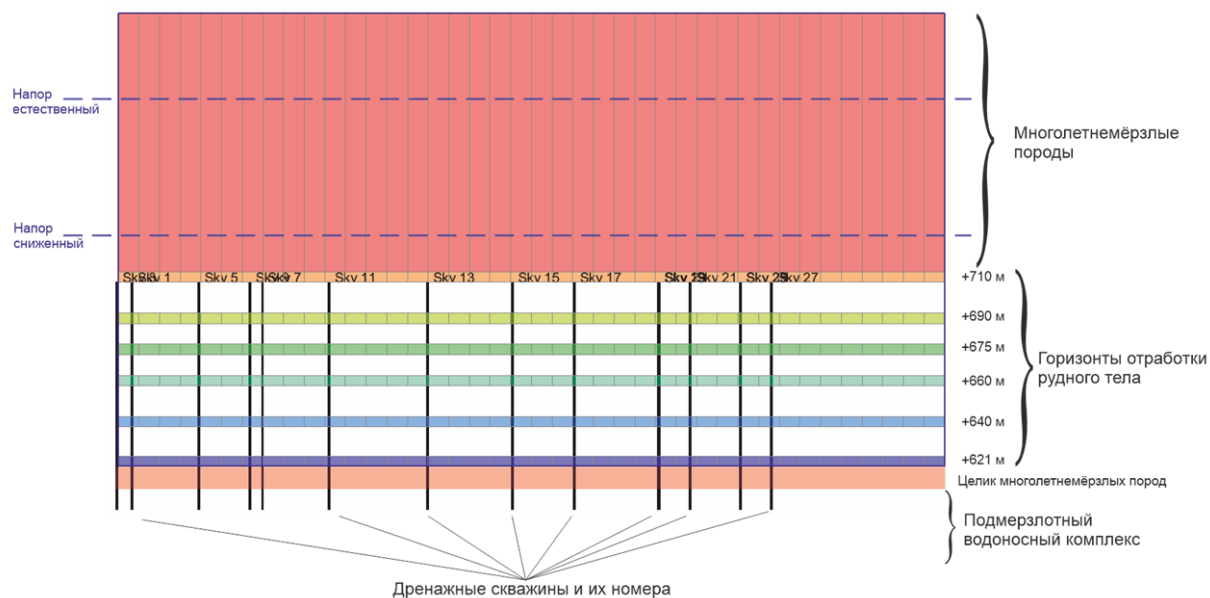 Напор
естественный
Многолетнемёрзлые
породы
Напор
сниженный
Skv 1
Skv 5
Skv 7
Skv 11
Skv 13
Skv 15
Skv 17
Skv 21
Skv 27
+710 м
+690 м
+675 м
+660 м
+640 м
+621 м
Горизонты отработки
рудного тела
Целик многолетнемёрзлых пород
Подмерзлотный
водоносный комплекс
Дренажные скважины и их номера